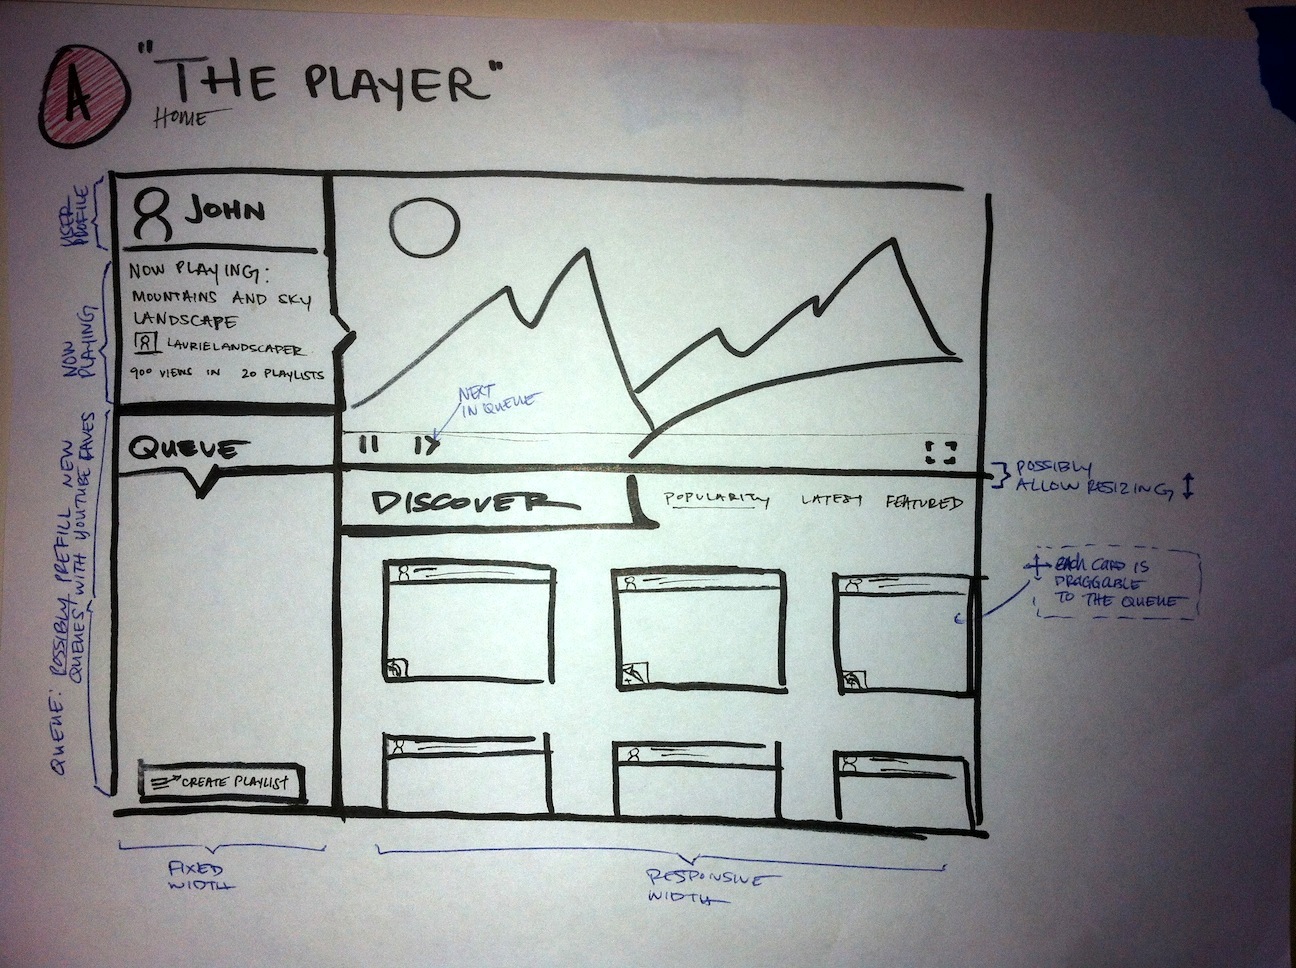 A
"THE PLAYER"
HOME
USER
PROFILE
JOHN
NOW PLAYING:
MOUNTAINS AND SKY
LANDSCAPE
LAURIELANDSCAPER
900 VIEWS IN 20 PLAYLISTS
NOW
PLAYING
NEXT
IN QUEUE
QUEUE
QUEUE: POSSIBLY PREFILL NEW
QUEUES WITH YOUTUBE FAVES
DISCOVER
POPULARITY LATEST FEATURED
POSSIBLY
ALLOW RESIZING
EACH CARD IS
DRAGGABLE
TO THE QUEUE
CREATE PLAYLIST
FIXED
WIDTH
RESPONSIVE
WIDTH